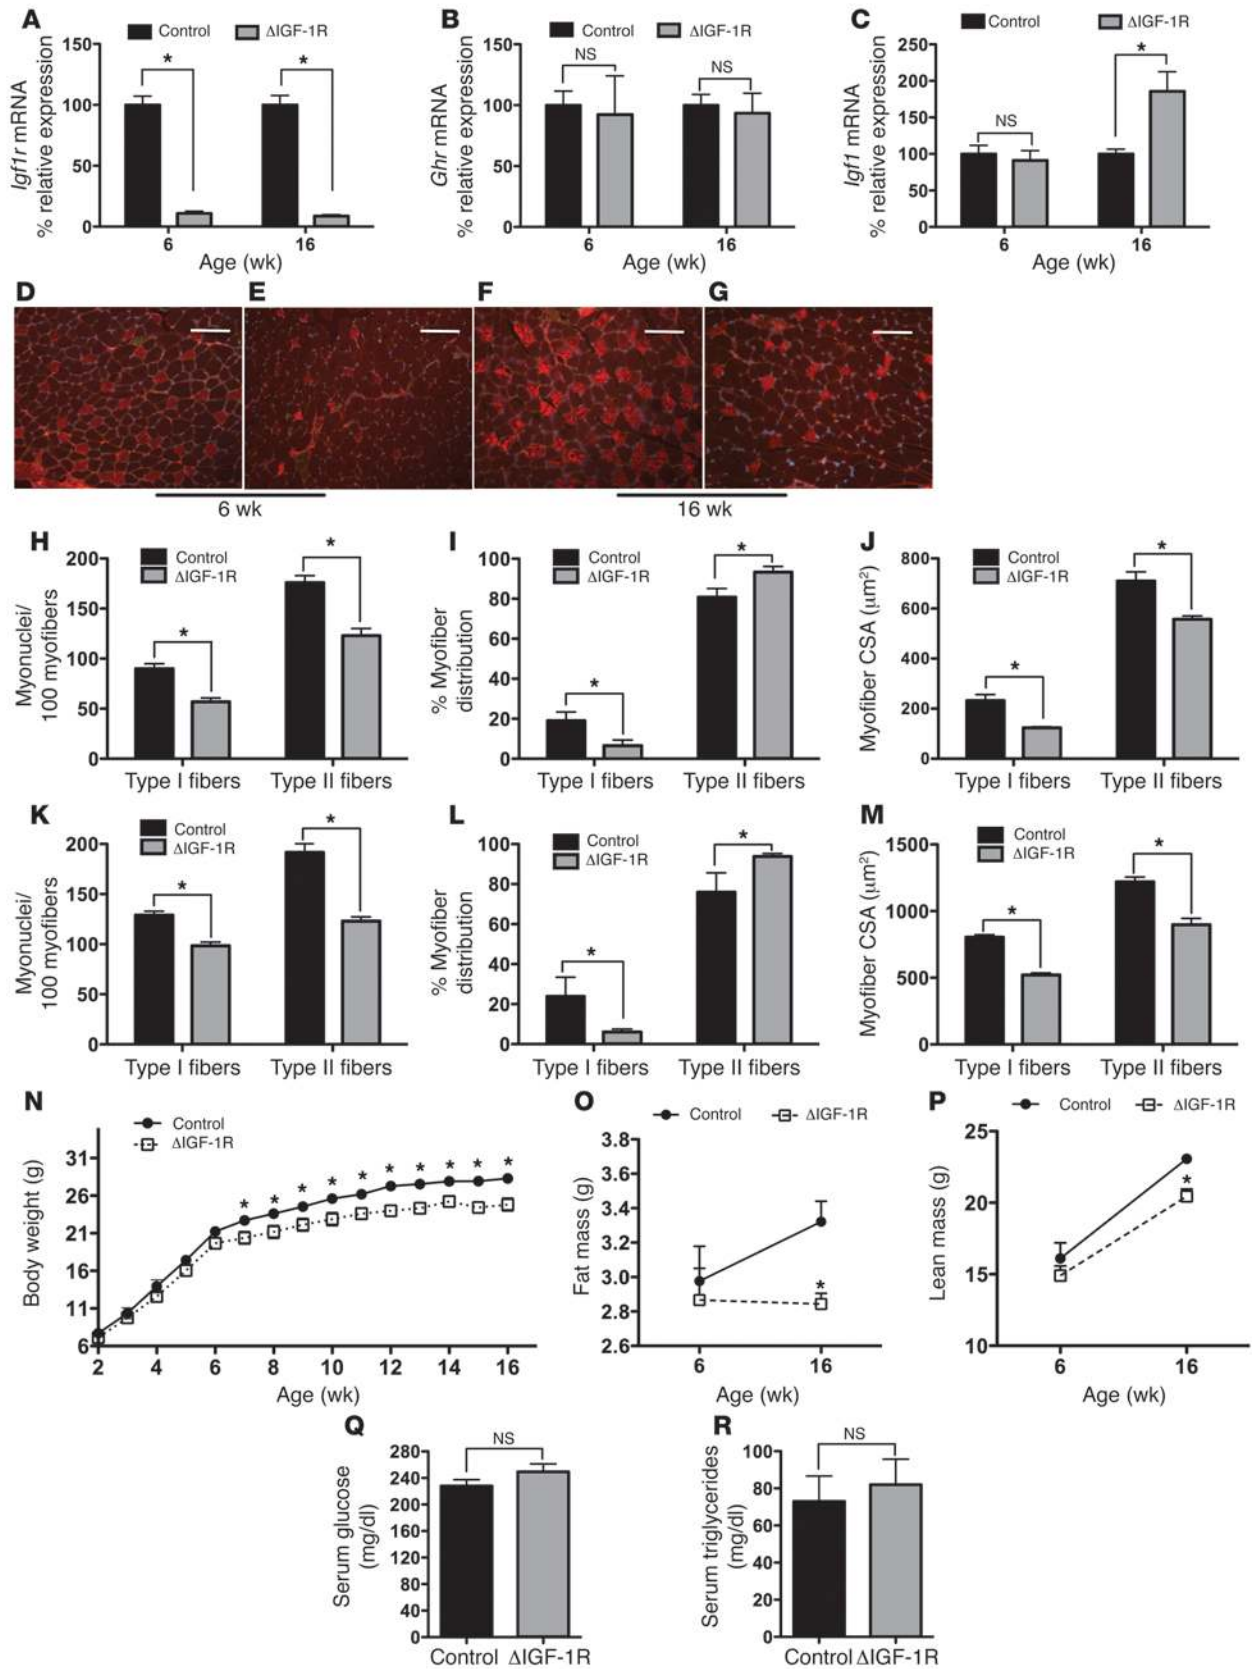 A
Control
ΔIGF-1R
150
100
50
0
*
*
Igf1r mRNA
% relative expression
6
16
Age (wk)
B
Control
ΔIGF-1R
150
100
50
0
NS
NS
Ghr mRNA
% relative expression
6
16
Age (wk)
C
Control
ΔIGF-1R
250
200
150
100
50
0
NS
*
Igf1 mRNA
% relative expression
6
16
Age (wk)
D
E
F
G
6 wk
16 wk
H
Control
ΔIGF-1R
200
150
100
50
0
*
*
Myonuclei/
100 myofibers
Type I fibers
Type II fibers
I
Control
ΔIGF-1R
100
80
60
40
20
0
*
*
% Myofiber
distribution
Type I fibers
Type II fibers
J
Control
ΔIGF-1R
800
600
400
200
0
*
*
Myofiber CSA (μm²)
Type I fibers
Type II fibers
K
Control
ΔIGF-1R
200
150
100
50
0
*
*
Myonuclei/
100 myofibers
Type I fibers
Type II fibers
L
Control
ΔIGF-1R
100
80
60
40
20
0
*
*
% Myofiber
distribution
Type I fibers
Type II fibers
M
Control
ΔIGF-1R
1500
1000
500
0
*
*
Myofiber CSA (μm²)
Type I fibers
Type II fibers
N
Control
ΔIGF-1R
31
26
21
16
11
6
* * * * * * * * * *
Body weight (g)
2 4 6 8 10 12 14 16
Age (wk)
O
Control
ΔIGF-1R
3.8
3.6
3.4
3.2
3.0
2.8
2.6
*
Fat mass (g)
6
16
Age (wk)
P
Control
ΔIGF-1R
25
20
15
10
*
Lean mass (g)
6
16
Age (wk)
Q
NS
280
240
200
160
120
80
40
0
Serum glucose
(mg/dl)
Control ΔIGF-1R
R
NS
100
80
60
40
20
0
Serum triglycerides
(mg/dl)
Control ΔIGF-1R